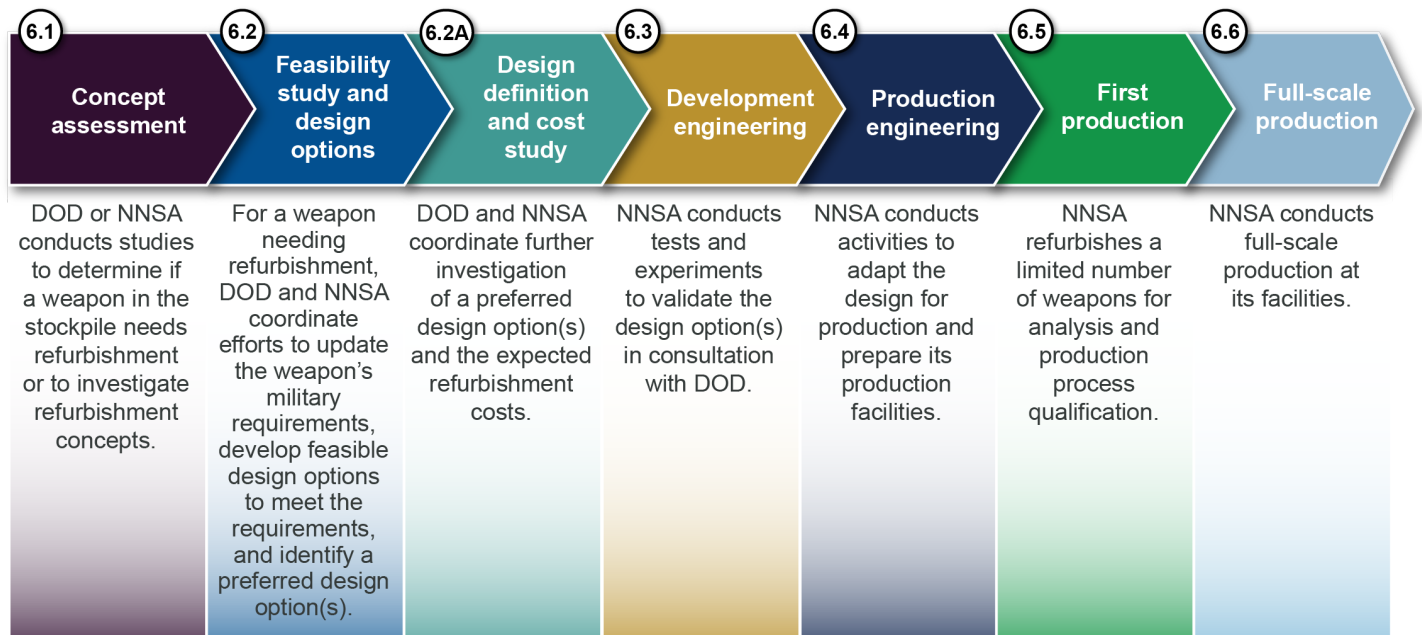 6.1
Concept
assessment
DOD or NNSA
conducts studies
to determine if
a weapon in the
stockpile needs
refurbishment
or to investigate
refurbishment
concepts.
6.2
Feasibility
study and
design
options
For a weapon
needing
refurbishment,
DOD and NNSA
coordinate
efforts to update
the weapon’s
military
requirements,
develop feasible
design options
to meet the
requirements,
and identify a
preferred design
option(s).
6.2A
Design
definition
and cost
study
DOD and NNSA
coordinate further
investigation
of a preferred
design option(s)
and the expected
refurbishment
costs.
6.3
Development
engineering
NNSA conducts
tests and
experiments
to validate the
design option(s)
in consultation
with DOD.
6.4
Production
engineering
NNSA conducts
activities to
adapt the
design for
production and
prepare its
production
facilities.
6.5
First
production
NNSA
refurbishes a
limited number
of weapons for
analysis and
production
process
qualification.
6.6
Full-scale
production
NNSA conducts
full-scale
production at
its facilities.